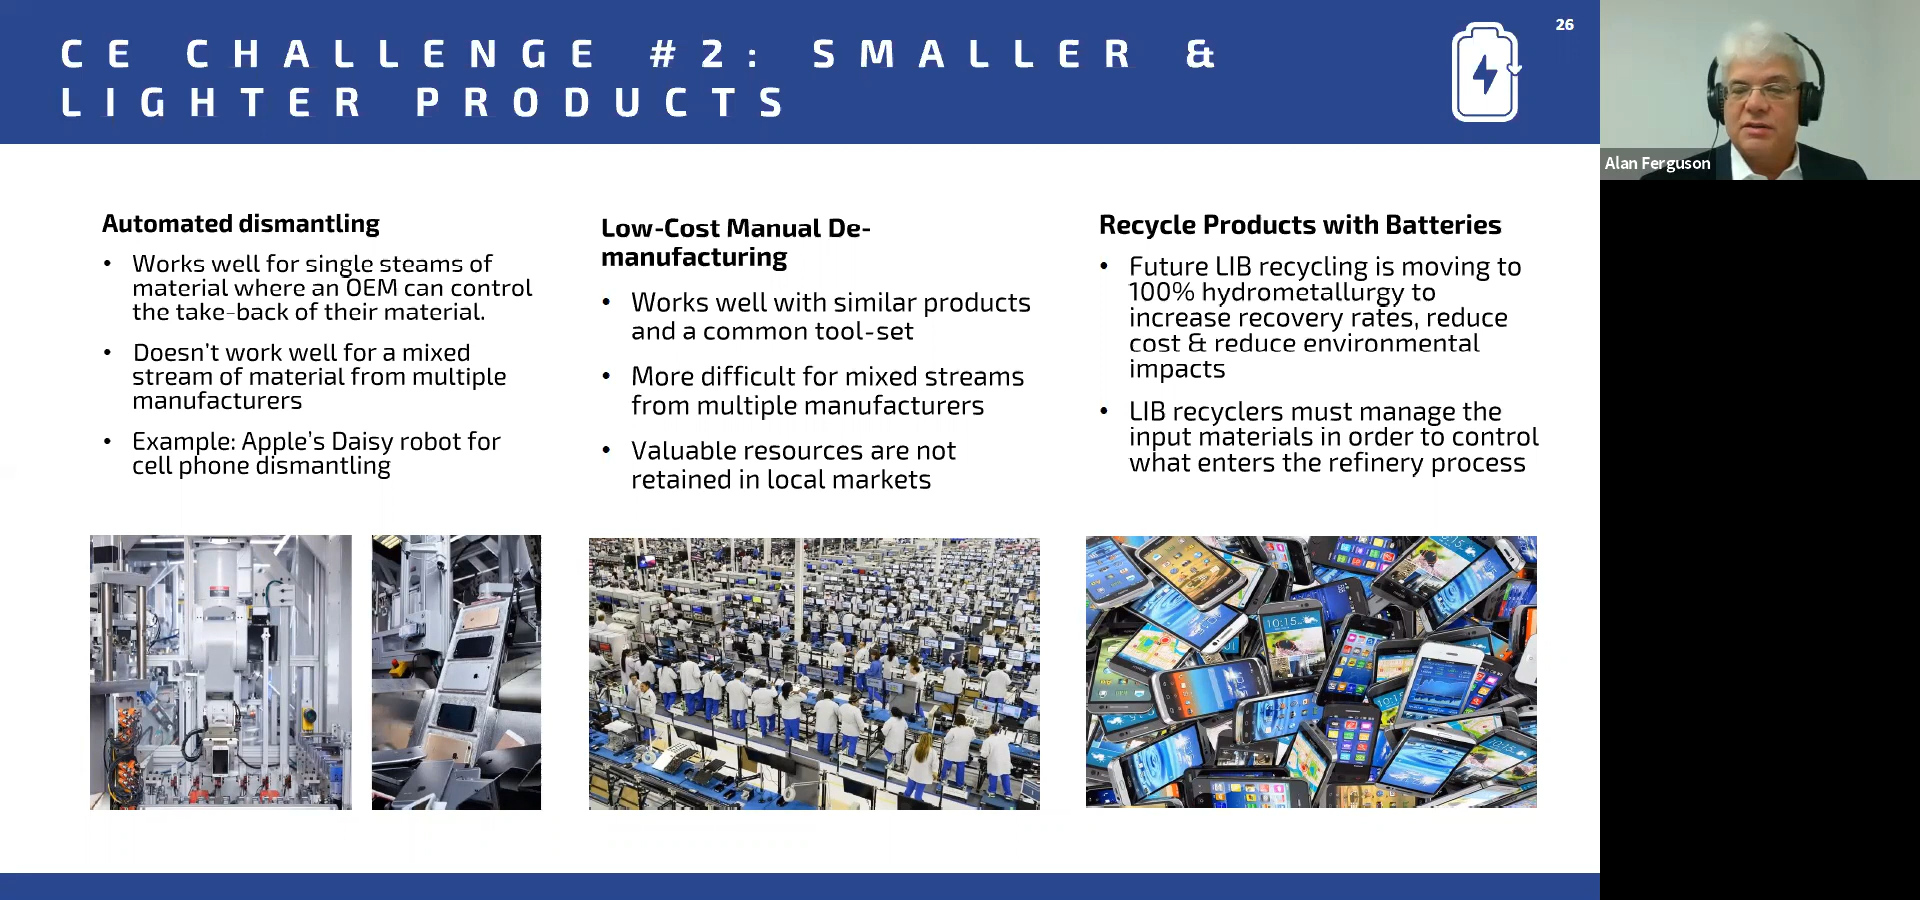 CE CHALLENGE #2: SMALLER &
LIGHTER PRODUCTS
26
Alan Ferguson
Automated dismantling
• Works well for single steams of
material where an OEM can control
the take-back of their material.
• Doesn't work well for a mixed
stream of material from multiple
manufacturers
• Example: Apple's Daisy robot for
cell phone dismantling
Low-Cost Manual De-
manufacturing
• Works well with similar products
and a common tool-set
• More difficult for mixed streams
from multiple manufacturers
• Valuable resources are not
retained in local markets
Recycle Products with Batteries
• Future LIB recycling is moving to
100% hydrometallurgy to
increase recovery rates, reduce
cost & reduce environmental
impacts
• LIB recyclers must manage the
input materials in order to control
what enters the refinery process
10:15